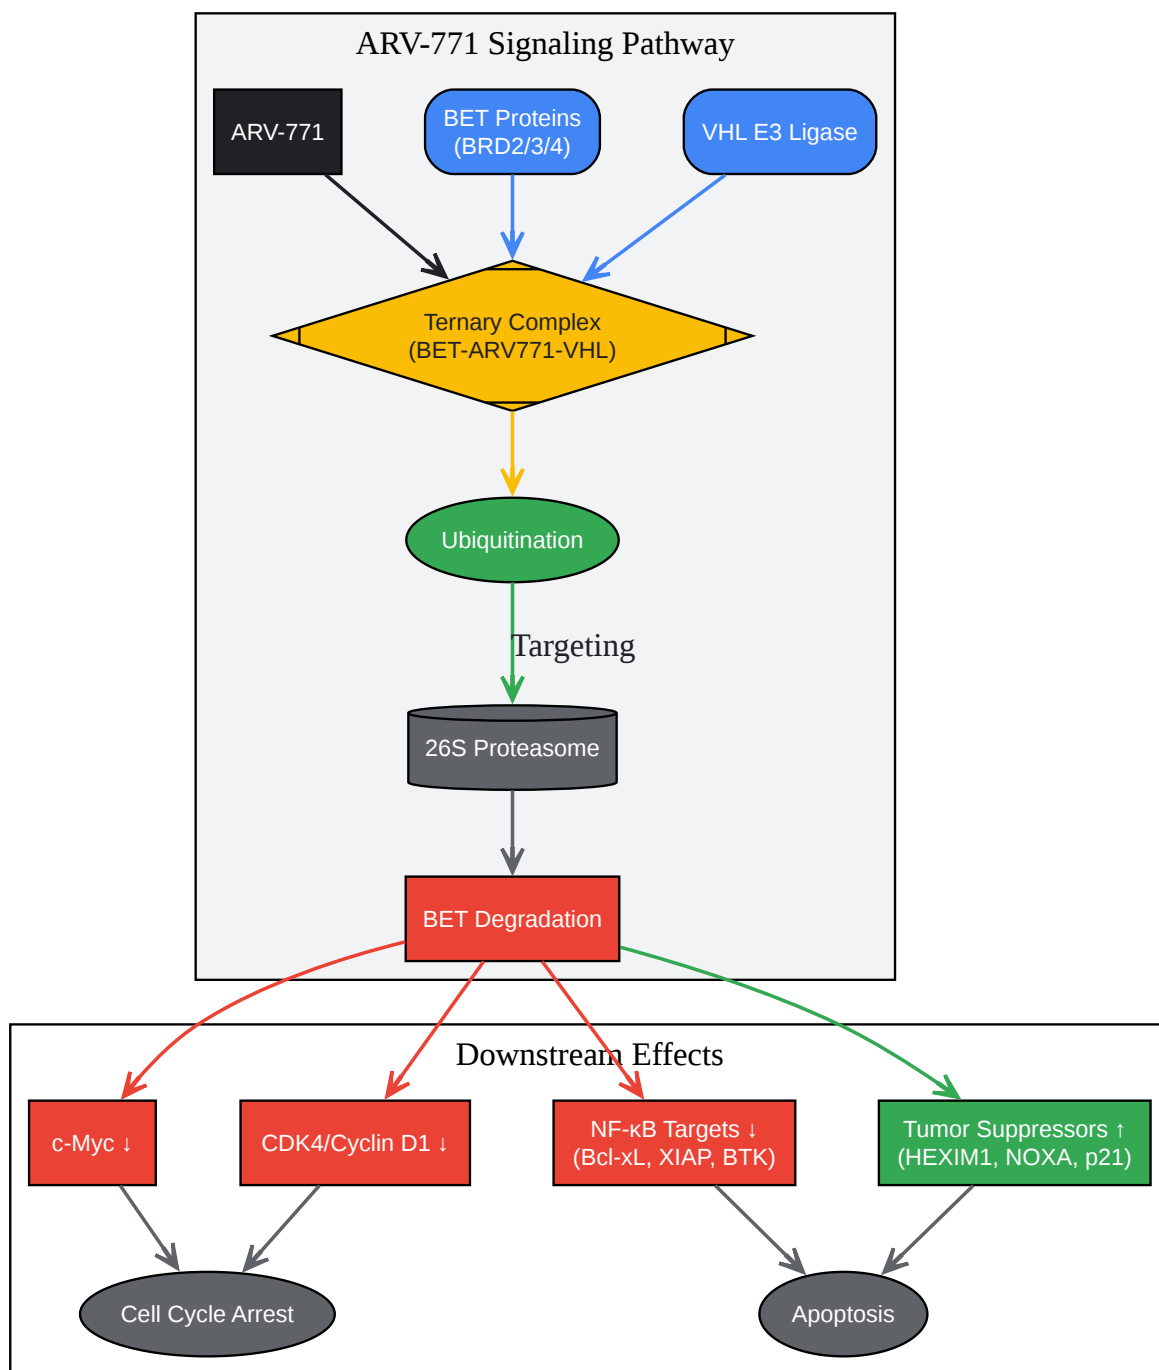 ARV-771 Signaling Pathway
ARV-771
BET Proteins
(BRD2/3/4)
VHL E3 Ligase
Ternary Complex
(BET-ARV771-VHL)
Ubiquitination
Targeting
26S Proteasome
BET Degradation
Downstream Effects
c-Myc ↓
CDK4/Cyclin D1 ↓
NF-κB Targets ↓
(Bcl-xL, XIAP, BTK)
Tumor Suppressors ↑
(HEXIM1, NOXA, p21)
Cell Cycle Arrest
Apoptosis